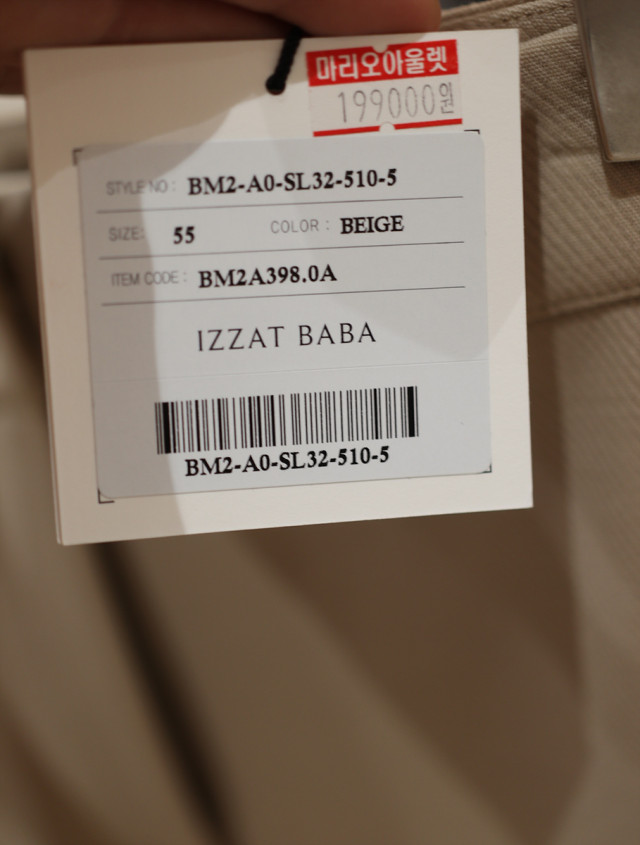 마리오아울렛
199000원
STYLE NO : BM2-A0-SL32-510-5
SIZE: 55 COLOR : BEIGE
ITEM CODE : BM2A398.0A
IZZAT BABA
BM2-A0-SL32-510-5